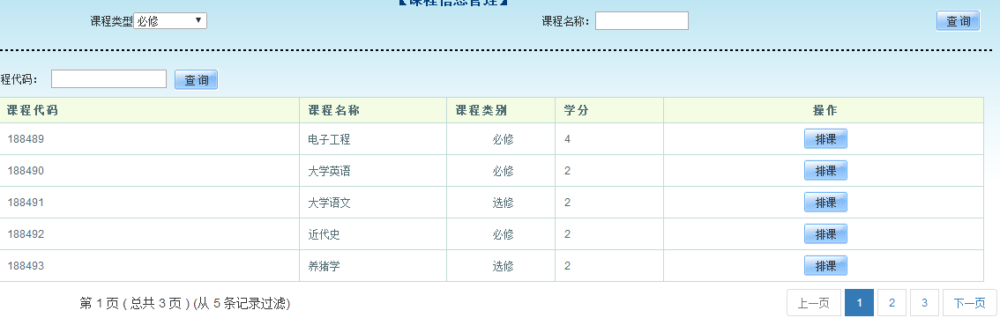 【课程信息管理】
课程类型 必修 课程名称： 查 询
程代码： 查 询
课程代码 课程名称 课程类别 学分 操作
188489 电子工程 必修 4 排课
188490 大学英语 必修 2 排课
188491 大学语文 选修 2 排课
188492 近代史 必修 2 排课
188493 养猪学 选修 2 排课
第 1 页 ( 总共 3 页 ) (从 5 条记录过滤) 上一页 1 2 3 下一页